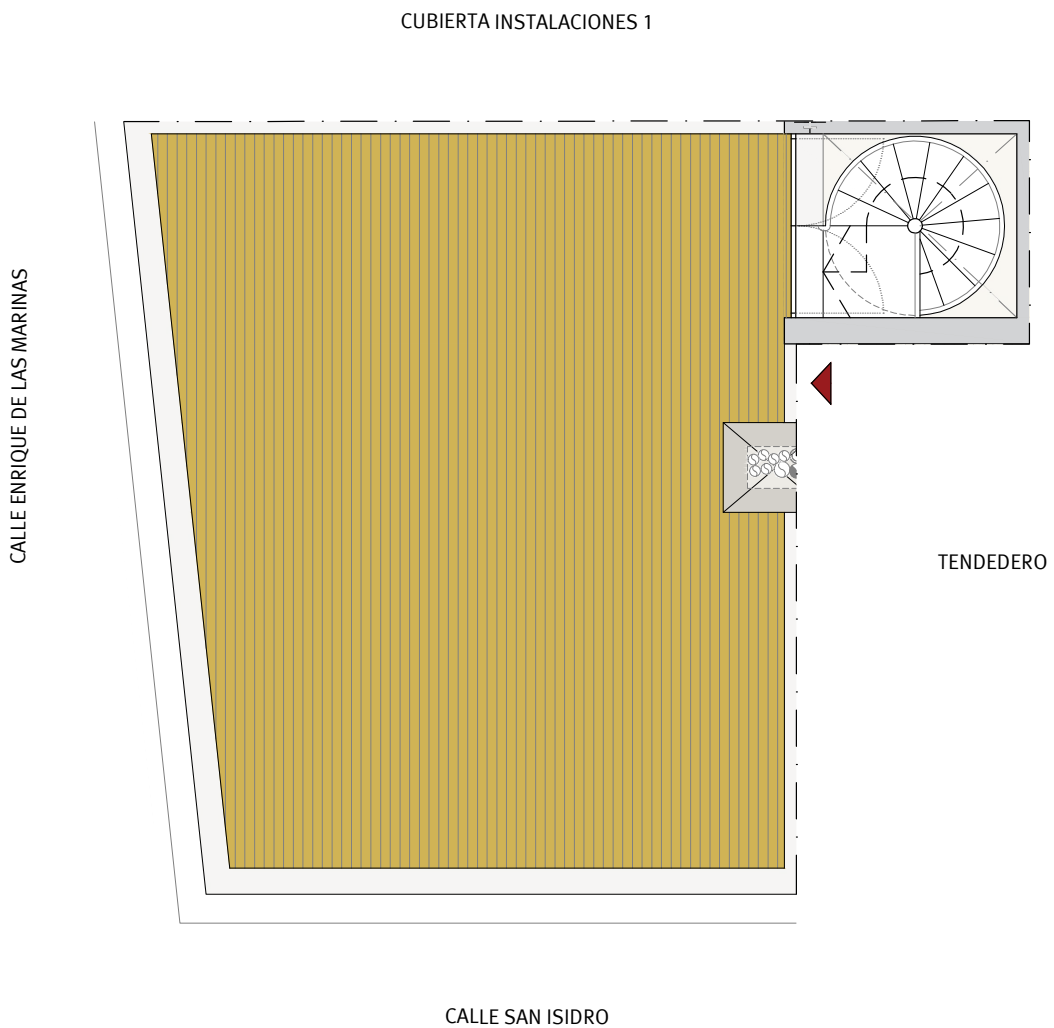 CUBIERTA INSTALACIONES 1
CALLE ENRIQUE DE LAS MARINAS
TENDEDERO
CALLE SAN ISIDRO